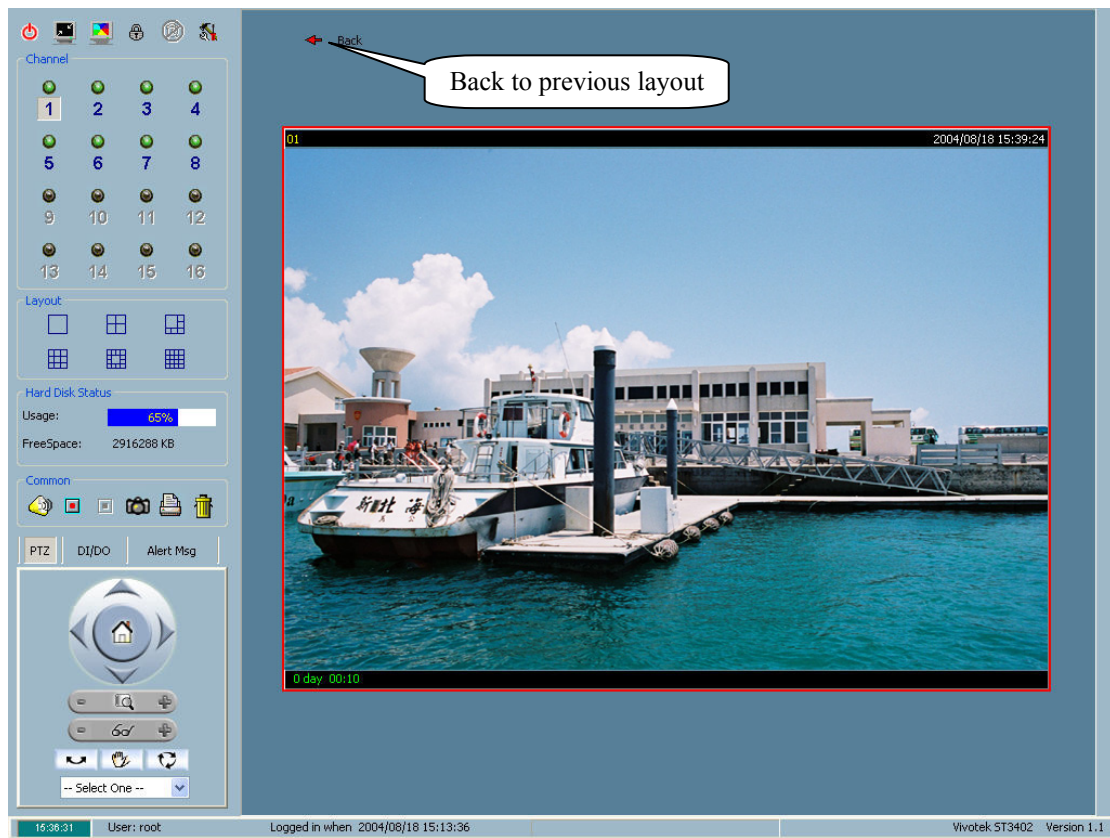 Back
Back to previous layout
Channel
1 2 3 4
5 6 7 8
9 10 11 12
13 14 15 16
Layout
Hard Disk Status
Usage: 65%
FreeSpace: 2916288 KB
Common
PTZ DI/DO Alert Msg
-- Select One --
01 2004/08/18 15:39:24
北 海
0 day 00:10
User: root Logged in when 2004/08/18 15:13:36 Vivotek ST3402 Version 1.1